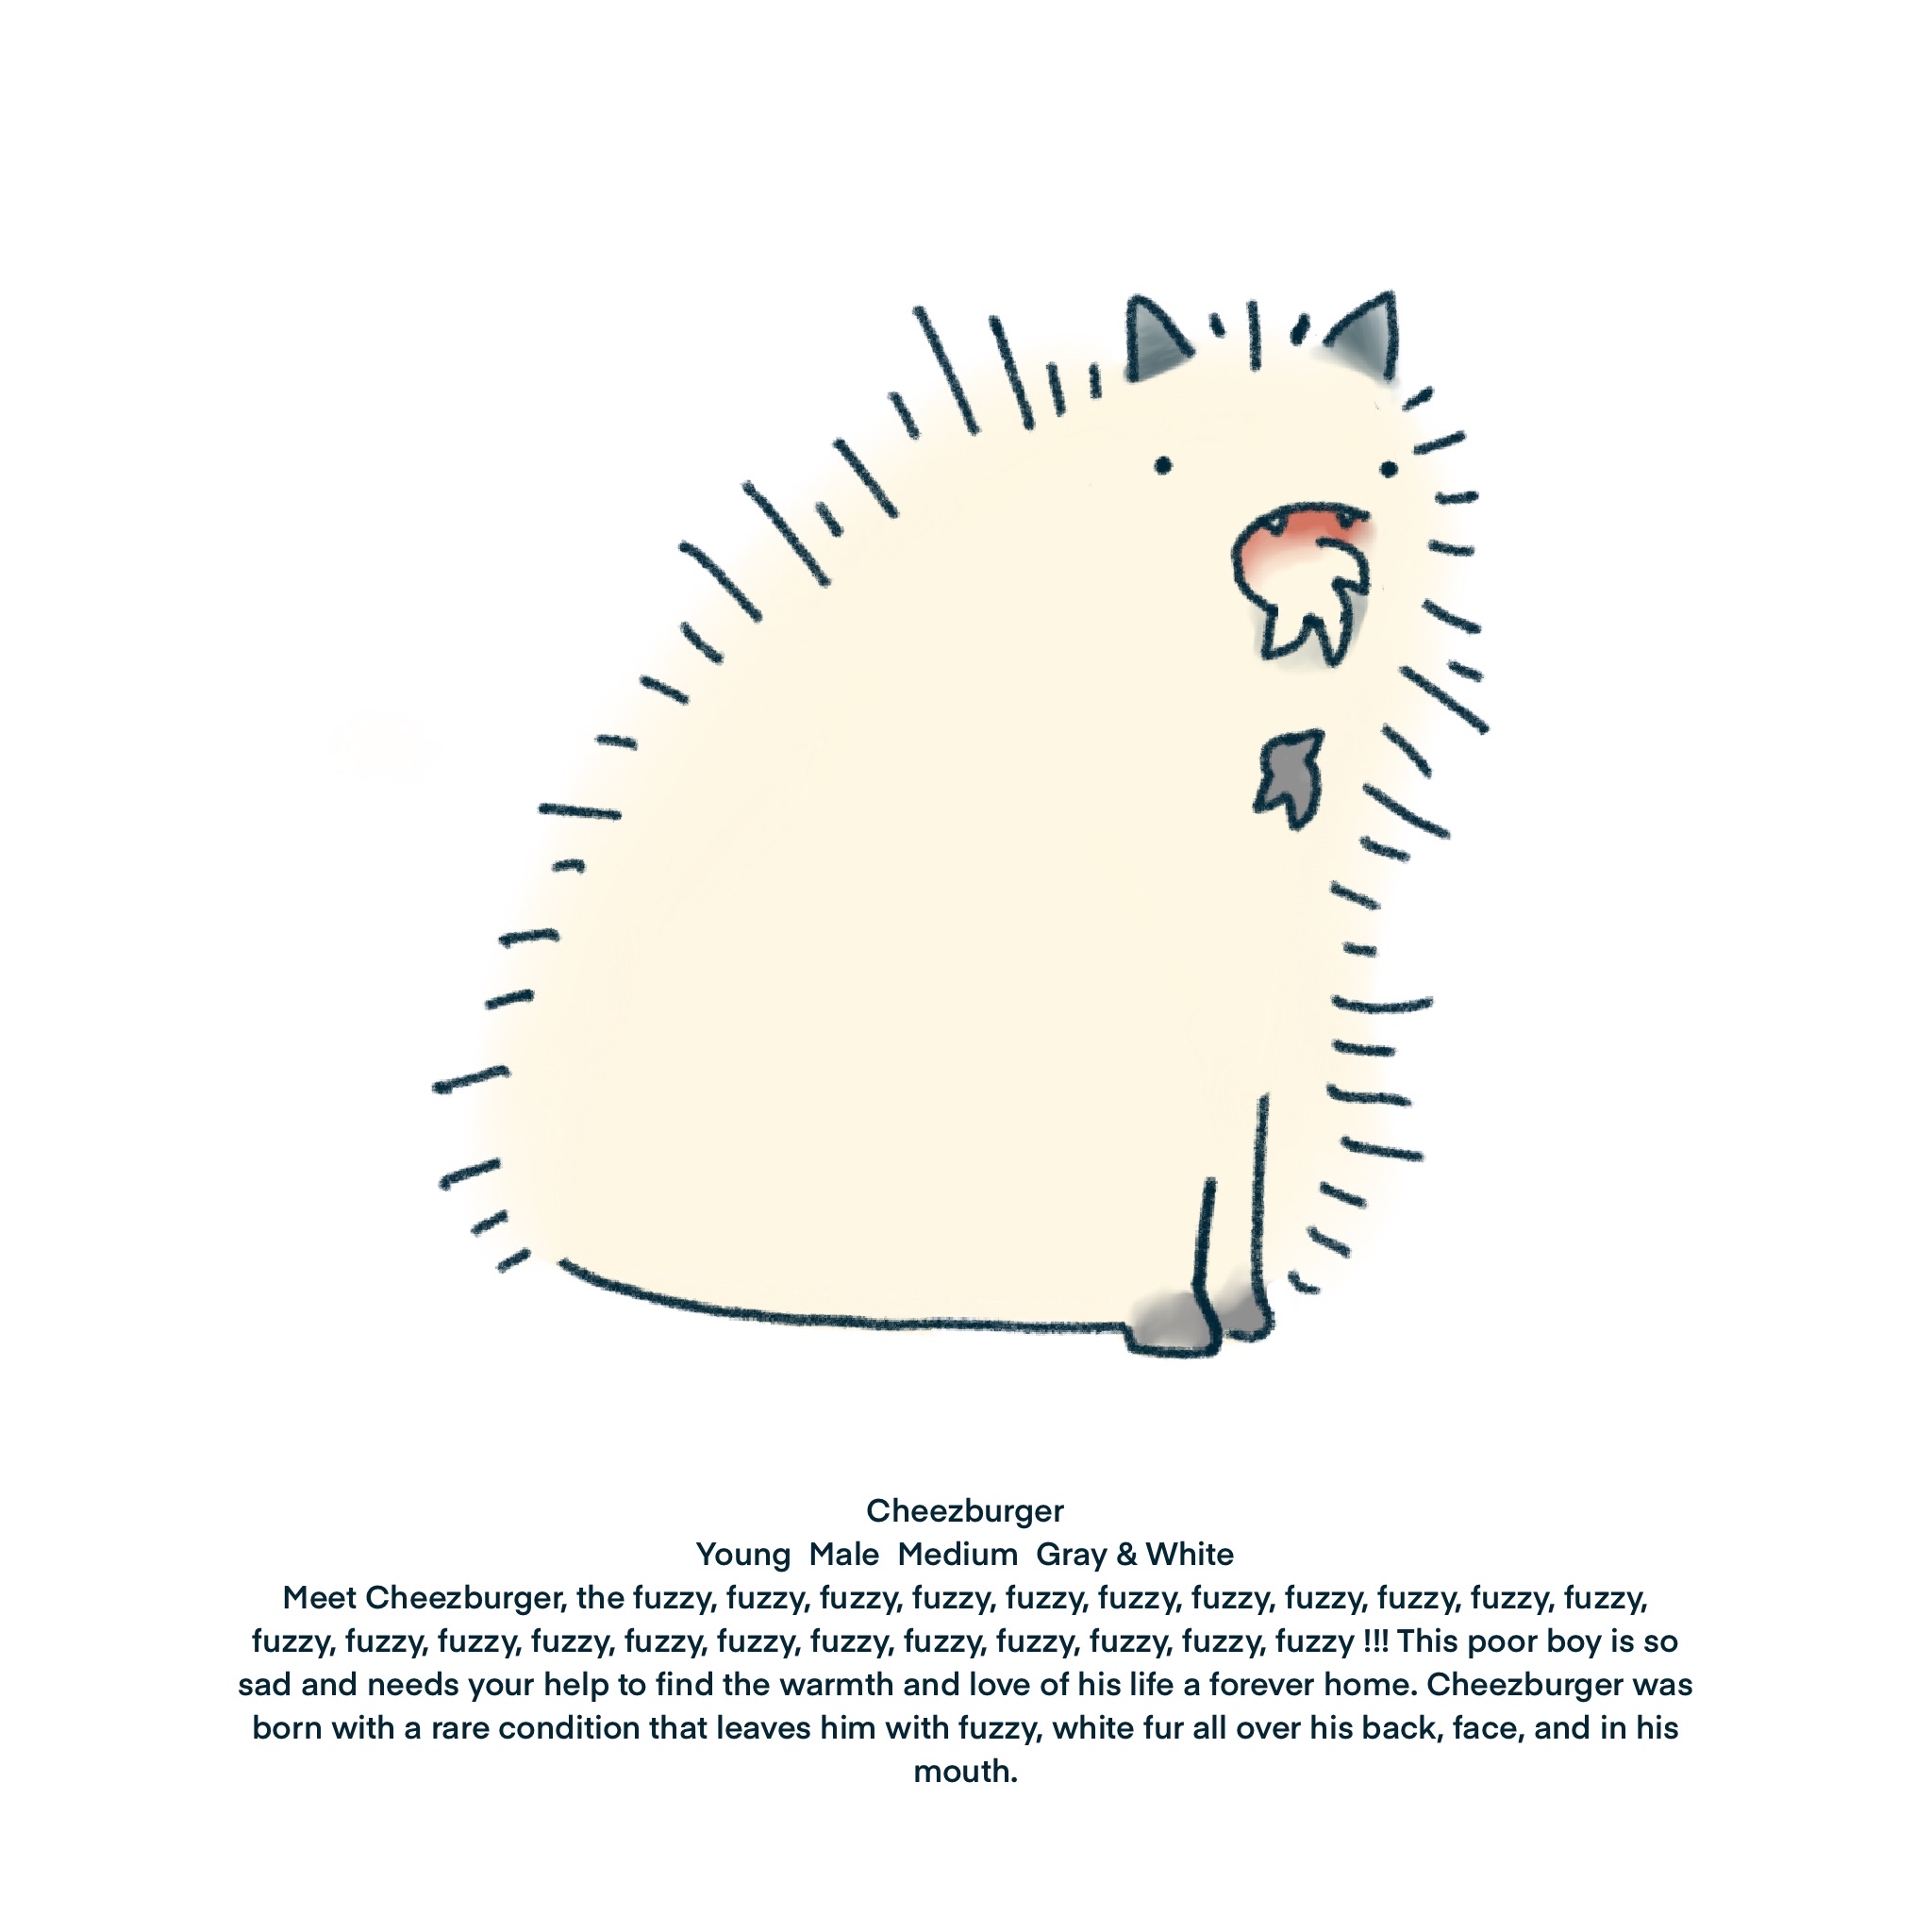 Cheezburger
Young  Male  Medium  Gray & White
Meet Cheezburger, the fuzzy, fuzzy, fuzzy, fuzzy, fuzzy, fuzzy, fuzzy, fuzzy, fuzzy, fuzzy, fuzzy,
fuzzy, fuzzy, fuzzy, fuzzy, fuzzy, fuzzy, fuzzy, fuzzy, fuzzy, fuzzy, fuzzy, fuzzy !!! This poor boy is so
sad and needs your help to find the warmth and love of his life a forever home. Cheezburger was
born with a rare condition that leaves him with fuzzy, white fur all over his back, face, and in his
mouth.